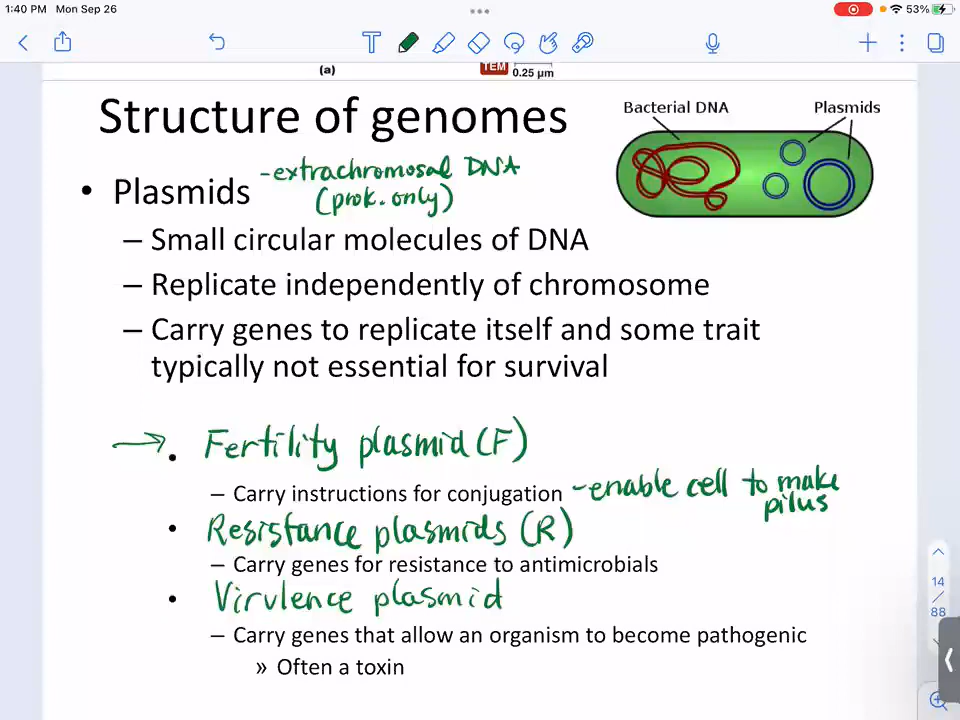 1:40 PM Mon Sep 26
53%
(a)
TEM
0.25 µm
Structure of genomes
Bacterial DNA
Plasmids
• Plasmids
-extrachromosal DNA
(prok. only)
– Small circular molecules of DNA
– Replicate independently of chromosome
– Carry genes to replicate itself and some trait
typically not essential for survival
→ • Fertility plasmid (F)
– Carry instructions for conjugation
-enable cell to make
pilus
• Resistance plasmids (R)
– Carry genes for resistance to antimicrobials
• Virulence plasmid
– Carry genes that allow an organism to become pathogenic
» Often a toxin
14
/
88